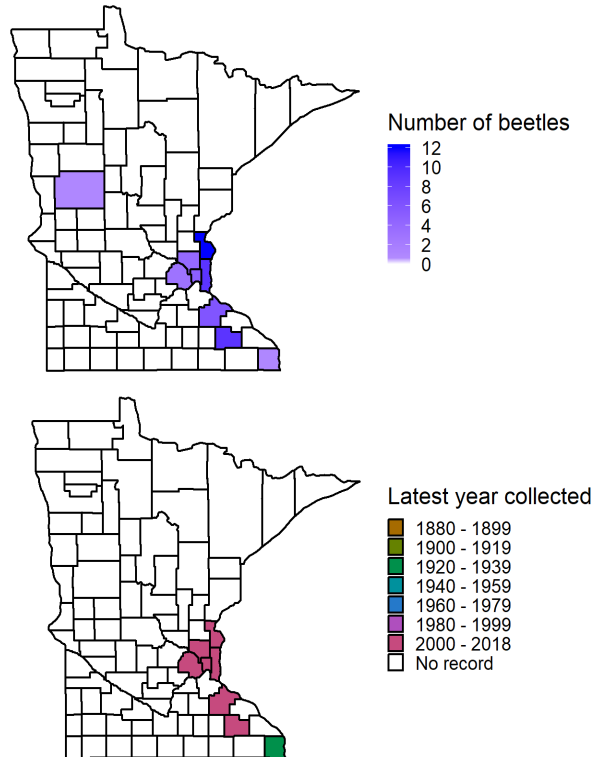 Number of beetles
12
10
8
6
4
2
0
Latest year collected
1880 - 1899
1900 - 1919
1920 - 1939
1940 - 1959
1960 - 1979
1980 - 1999
2000 - 2018
No record